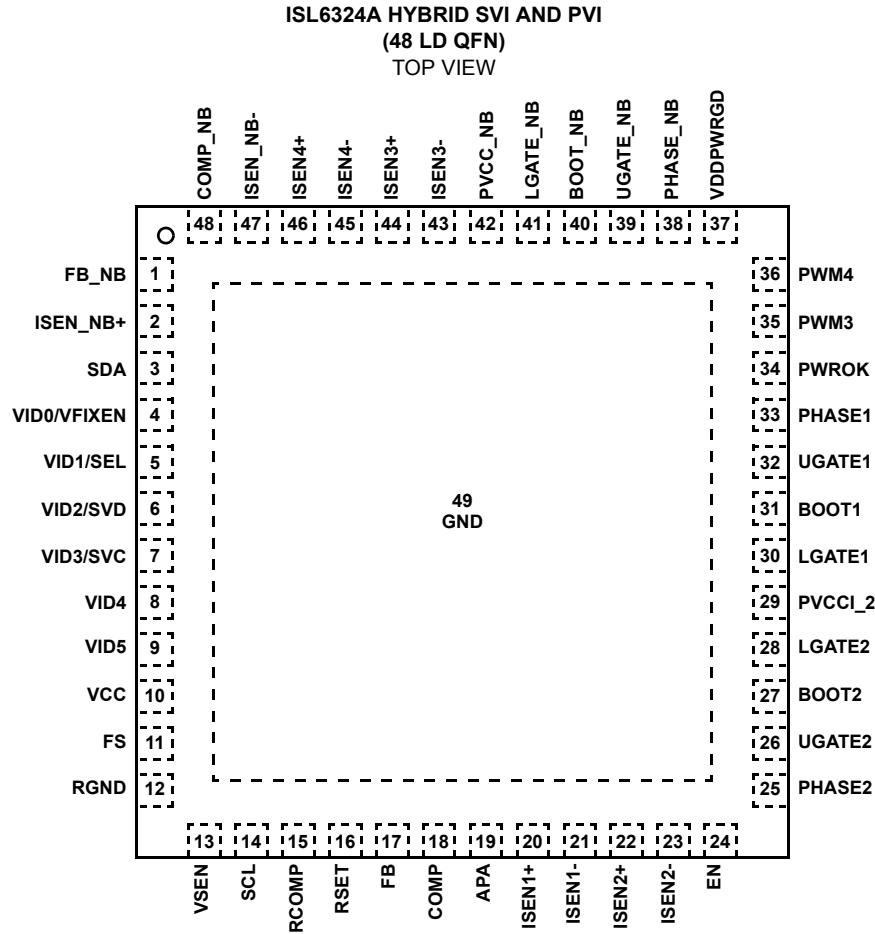 ISL6324A HYBRID SVI AND PVI
(48 LD QFN)
TOP VIEW
COMP_NB
ISEN_NB-
ISEN4+
ISEN4-
ISEN3+
ISEN3-
PVCC_NB
LGATE_NB
BOOT_NB
UGATE_NB
PHASE_NB
VDDPWRGD
48 47 46 45 44 43 42 41 40 39 38 37
FB_NB 1
ISEN_NB+ 2
SDA 3
VID0/VFIXEN 4
VID1/SEL 5
VID2/SVD 6
VID3/SVC 7
VID4 8
VID5 9
VCC 10
FS 11
RGND 12
49
GND
36 PWM4
35 PWM3
34 PWROK
33 PHASE1
32 UGATE1
31 BOOT1
30 LGATE1
29 PVCCI_2
28 LGATE2
27 BOOT2
26 UGATE2
25 PHASE2
13 14 15 16 17 18 19 20 21 22 23 24
VSEN
SCL
RCOMP
RSET
FB
COMP
APA
ISEN1+
ISEN1-
ISEN2+
ISEN2-
EN